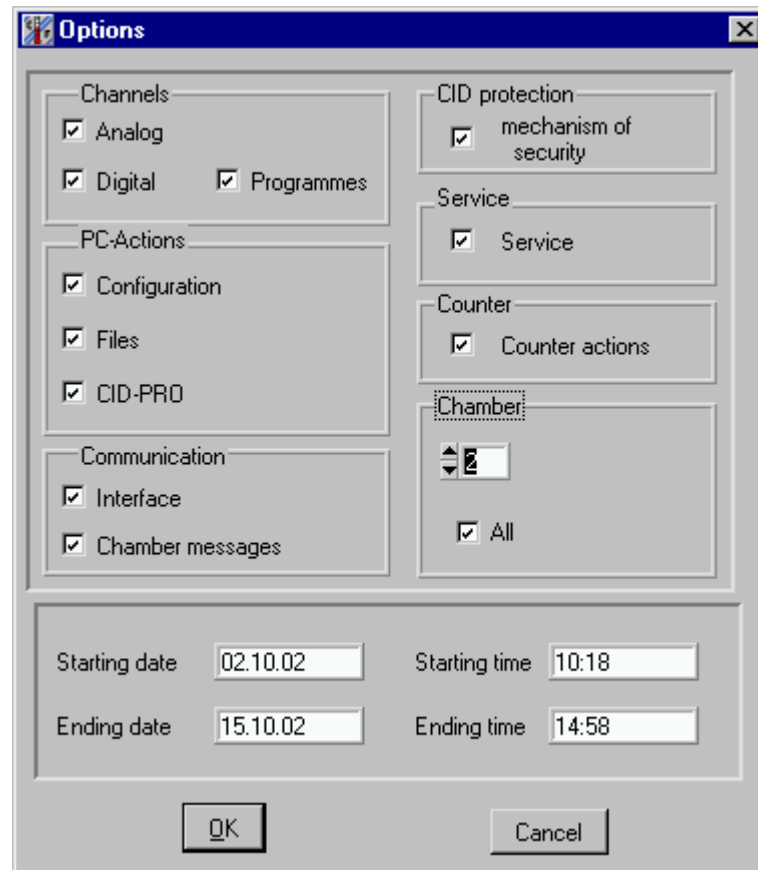 Options
Channels
Analog
Digital
Programmes
PC-Actions
Configuration
Files
CID-PRO
Communication
Interface
Chamber messages
CID protection
mechanism of
security
Service
Service
Counter
Counter actions
Chamber
2
All
Starting date
02.10.02
Starting time
10:18
Ending date
15.10.02
Ending time
14:58
OK
Cancel